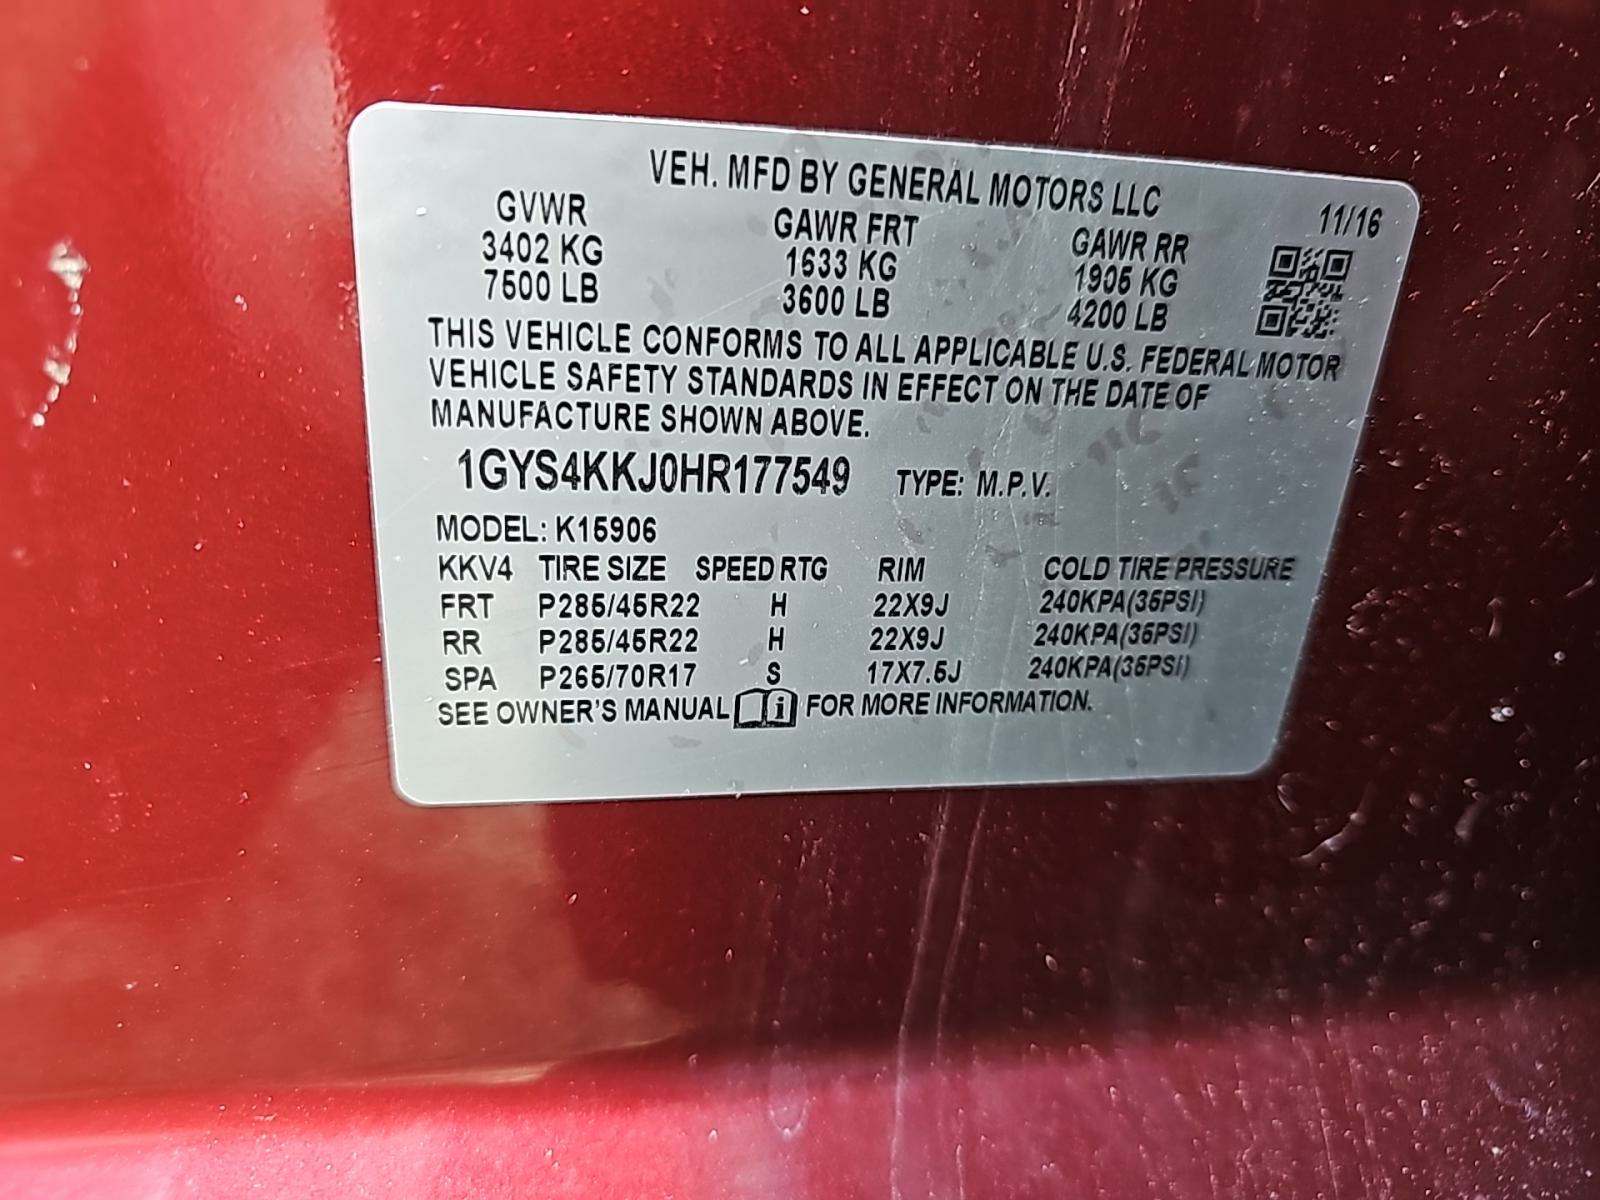 VEH. MFD BY GENERAL MOTORS LLC
11/16
GVWR GAWR FRT GAWR RR
3402 KG 1633 KG 1905 KG
7500 LB 3600 LB 4200 LB
THIS VEHICLE CONFORMS TO ALL APPLICABLE U.S. FEDERAL MOTOR
VEHICLE SAFETY STANDARDS IN EFFECT ON THE DATE OF
MANUFACTURE SHOWN ABOVE.
1GYS4KKJ0HR177549 TYPE: M.P.V.
MODEL: K15906
KKV4 TIRE SIZE SPEED RTG RIM COLD TIRE PRESSURE
FRT P285/45R22 H 22X9J 240KPA(35PSI)
RR P285/45R22 H 22X9J 240KPA(35PSI)
SPA P265/70R17 S 17X7.5J 240KPA(35PSI)
SEE OWNER'S MANUAL i FOR MORE INFORMATION.